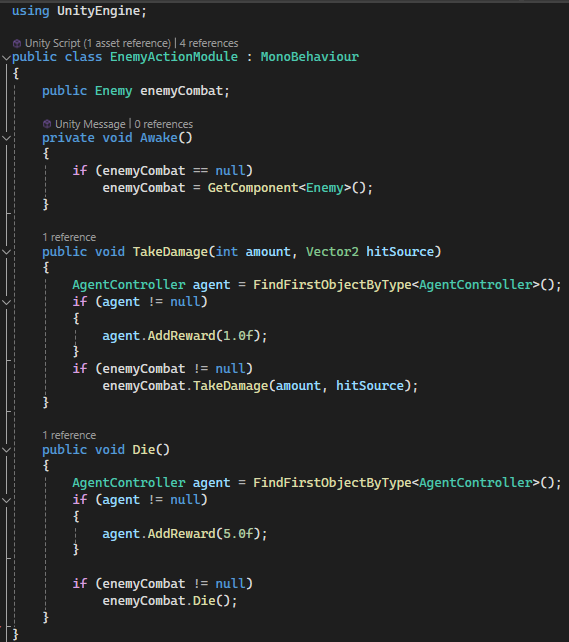 using UnityEngine;
Unity Script (1 asset reference) | 4 references
public class EnemyActionModule : MonoBehaviour
{
public Enemy enemyCombat;
Unity Message | 0 references
private void Awake()
{
if (enemyCombat == null)
enemyCombat = GetComponent<Enemy>();
}
1 reference
public void TakeDamage(int amount, Vector2 hitSource)
{
AgentController agent = FindFirstObjectByType<AgentController>();
if (agent != null)
{
agent.AddReward(1.0f);
}
if (enemyCombat != null)
enemyCombat.TakeDamage(amount, hitSource);
}
1 reference
public void Die()
{
AgentController agent = FindFirstObjectByType<AgentController>();
if (agent != null)
{
agent.AddReward(5.0f);
}
if (enemyCombat != null)
enemyCombat.Die();
}
}